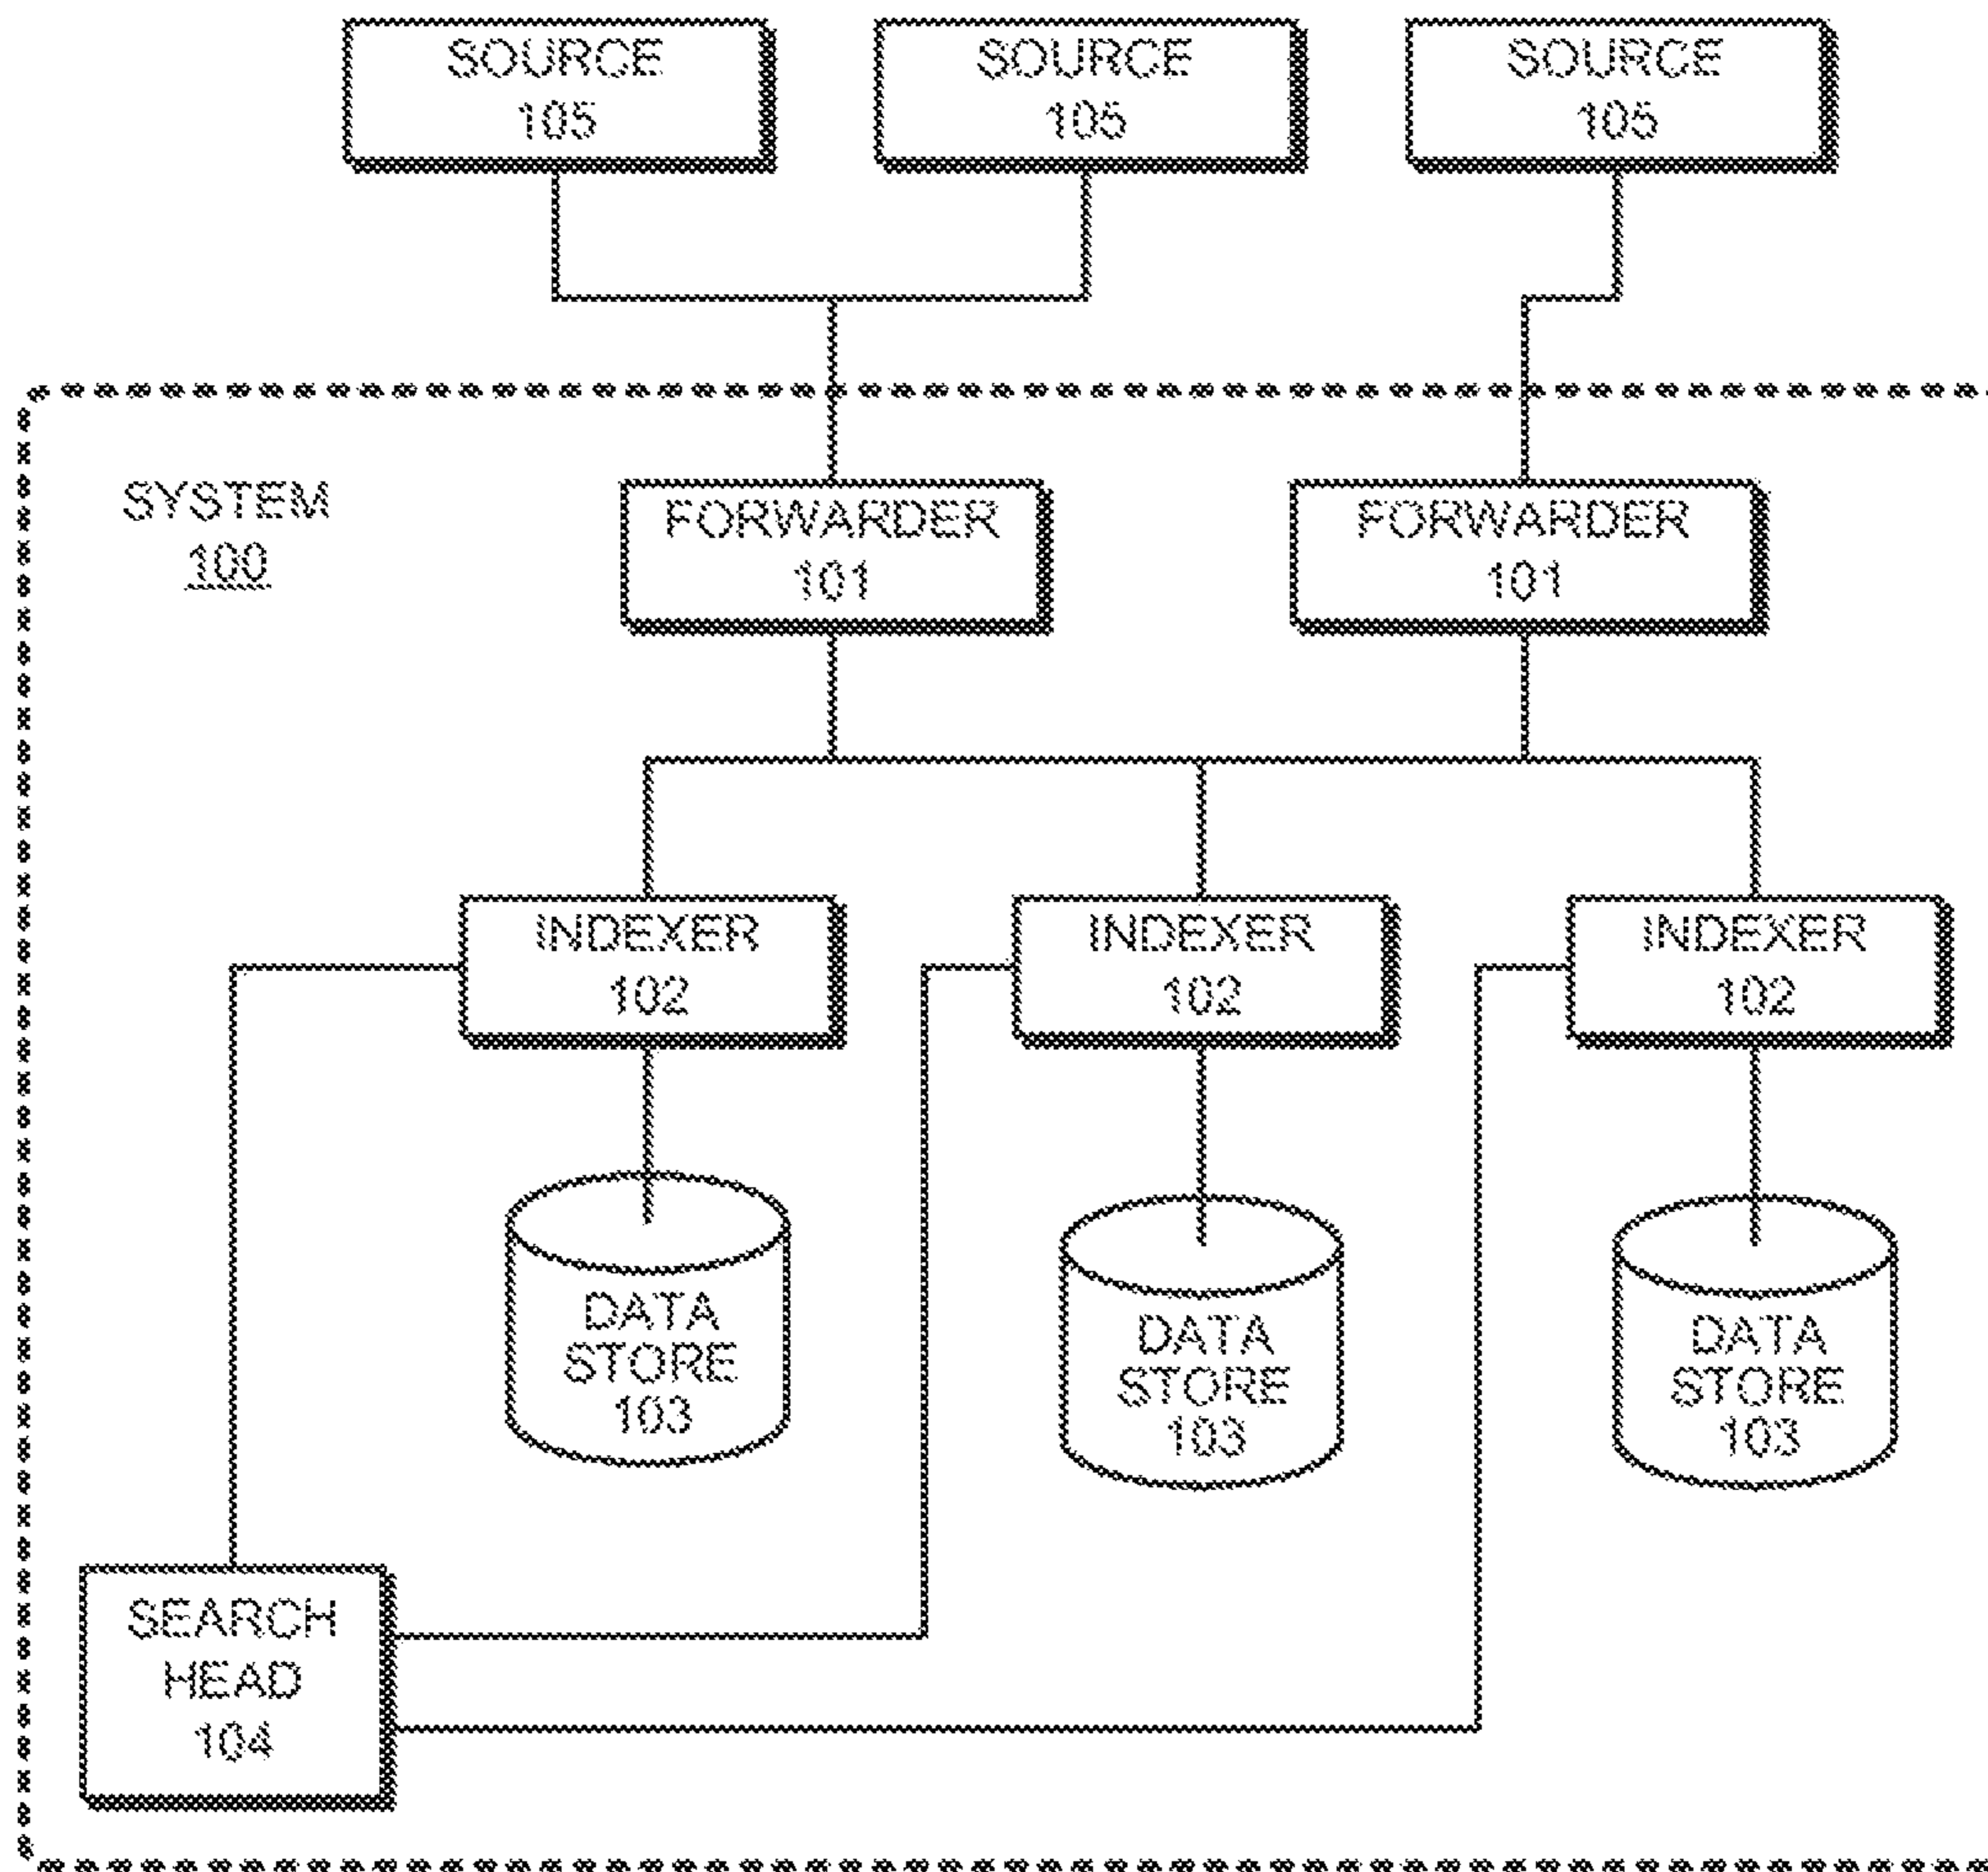 SOURCE
105
SOURCE
105
SOURCE
105
SYSTEM
100
FORWARDER
101
FORWARDER
101
INDEXER
102
INDEXER
102
INDEXER
102
DATA
STORE
103
DATA
STORE
103
DATA
STORE
103
SEARCH
HEAD
104